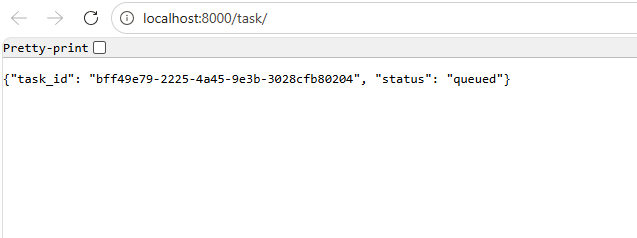 localhost:8000/task/
Pretty-print
{"task_id": "bff49e79-2225-4a45-9e3b-3028cfb80204", "status": "queued"}